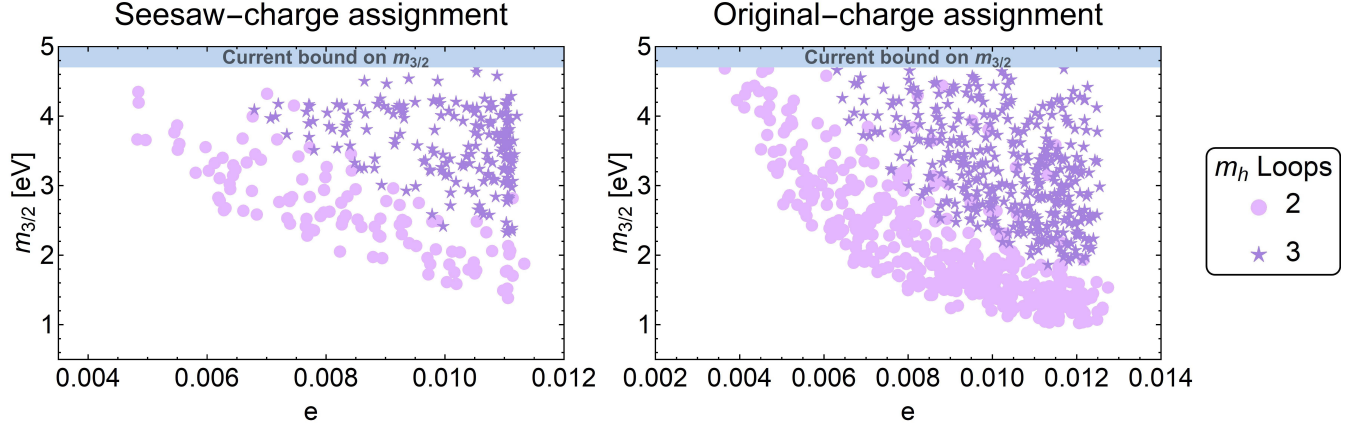 Seesaw−charge assignment
Current bound on m3/2
5
4
3
2
1
m3/2 [eV]
0.004 0.006 0.008 0.010 0.012
e
Original−charge assignment
Current bound on m3/2
5
4
3
2
1
m3/2 [eV]
0.002 0.004 0.006 0.008 0.010 0.012 0.014
e
mh Loops
2
3